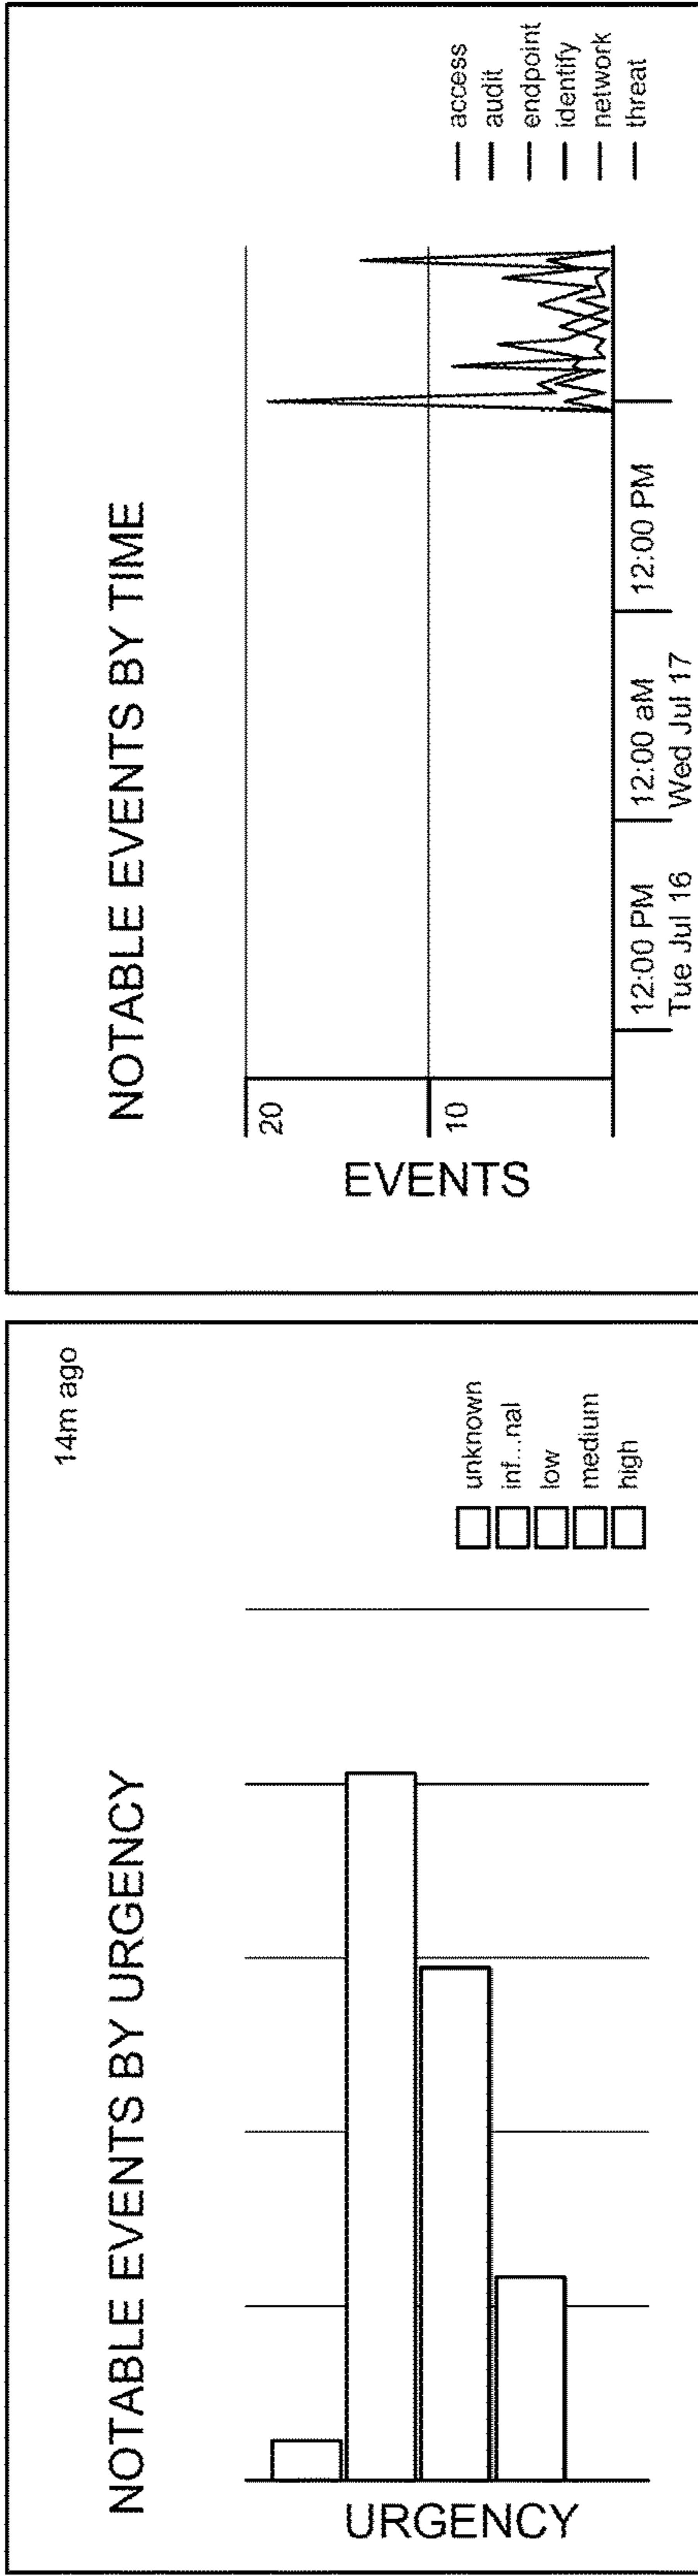 NOTABLE EVENTS BY URGENCY
14m ago
URGENCY
unknown
inf...nal
low
medium
high
NOTABLE EVENTS BY TIME
EVENTS
20
10
12:00 PM
Tue Jul 16
12:00 aM
Wed Jul 17
12:00 PM
access
audit
endpoint
identify
network
threat